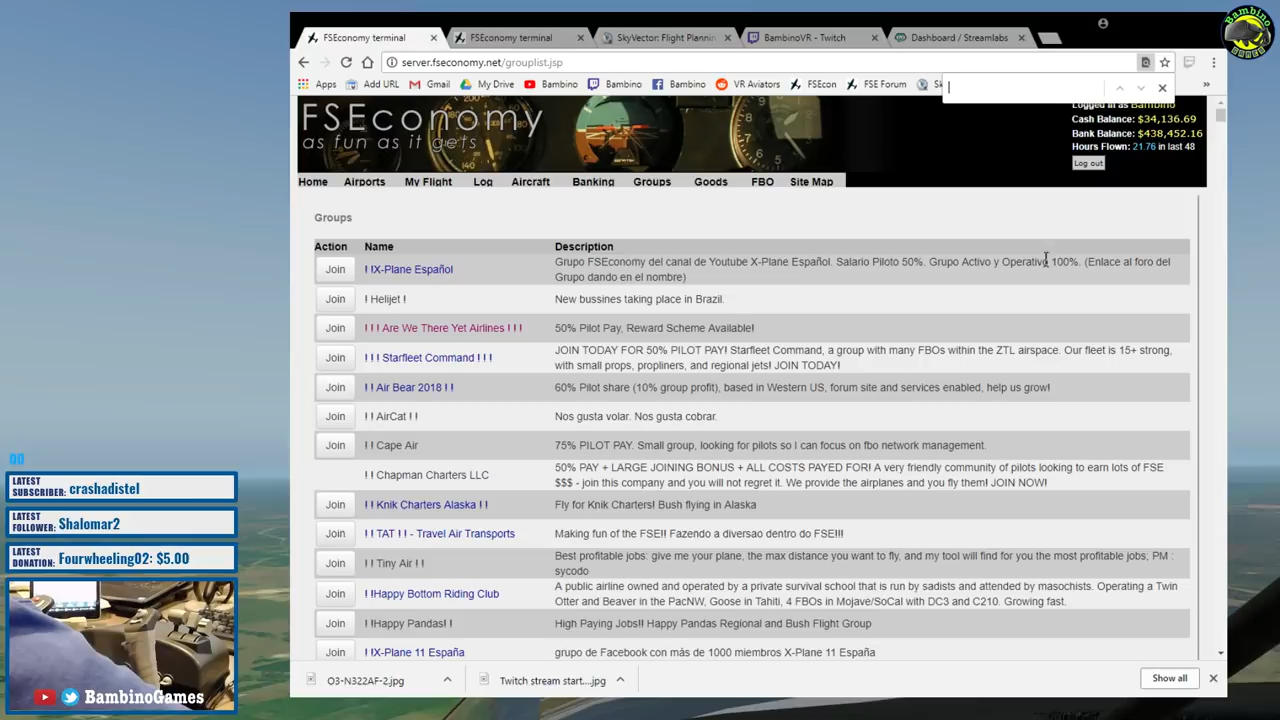 FSEconomy terminal
FSEconomy terminal
SkyVector: Flight Plannin
BambinoVR - Twitch
Dashboard / Streamlabs
server.fseconomy.net/grouplist.jsp
Apps Add URL Gmail My Drive Bambino Bambino Bambino VR Aviators FSEcon FSE Forum Sk »
FSEconomy
as fun as it gets
Logged in as Bambino
Cash Balance: $34,136.69
Bank Balance: $438,452.16
Hours Flown: 21.76 in last 48
Log out
Home Airports My Flight Log Aircraft Banking Groups Goods FBO Site Map
Groups
Action Name Description
Join ! !X-Plane Español Grupo FSEconomy del canal de Youtube X-Plane Español. Salario Piloto 50%. Grupo Activo y Operativo 100%. (Enlace al foro del
Grupo dando en el nombre)
Join ! Helijet ! New bussines taking place in Brazil.
Join ! ! ! Are We There Yet Airlines ! ! ! 50% Pilot Pay, Reward Scheme Available!
Join ! ! ! Starfleet Command ! ! ! JOIN TODAY FOR 50% PILOT PAY! Starfleet Command, a group with many FBOs within the ZTL airspace. Our fleet is 15+ strong,
with small props, propliners, and regional jets! JOIN TODAY!
Join ! ! Air Bear 2018 ! ! 60% Pilot share (10% group profit), based in Western US, forum site and services enabled, help us grow!
Join ! ! AirCat ! ! Nos gusta volar. Nos gusta cobrar.
Join ! ! Cape Air 75% PILOT PAY. Small group, looking for pilots so I can focus on fbo network management.
! ! Chapman Charters LLC 50% PAY + LARGE JOINING BONUS + ALL COSTS PAYED FOR! A very friendly community of pilots looking to earn lots of FSE
$$$ - join this company and you will not regret it. We provide the airplanes and you fly them! JOIN NOW!
Join ! ! Knik Charters Alaska ! ! Fly for Knik Charters! Bush flying in Alaska
Join ! ! TAT ! ! - Travel Air Transports Making fun of the FSE!! Fazendo a diversao dentro do FSE!!!
Join ! ! Tiny Air ! ! Best profitable jobs: give me your plane, the max distance you want to fly, and my tool will find for you the most profitable jobs; PM :
sycodo
Join ! !Happy Bottom Riding Club A public airline owned and operated by a private survival school that is run by sadists and attended by masochists. Operating a Twin
Otter and Beaver in the PacNW, Goose in Tahiti, 4 FBOs in Mojave/SoCal with DC3 and C210. Growing fast.
Join ! !Happy Pandas! ! High Paying Jobs!! Happy Pandas Regional and Bush Flight Group
Join ! !X-Plane 11 España grupo de Facebook con más de 1000 miembros X-Plane 11 España
O3-N322AF-2.jpg
Twitch stream start....jpg
Show all
LATEST
SUBSCRIBER: crashadistel
LATEST
FOLLOWER: Shalomar2
LATEST
DONATION: Fourwheeling02: $5.00
BambinoGames
Bambino
GAMES